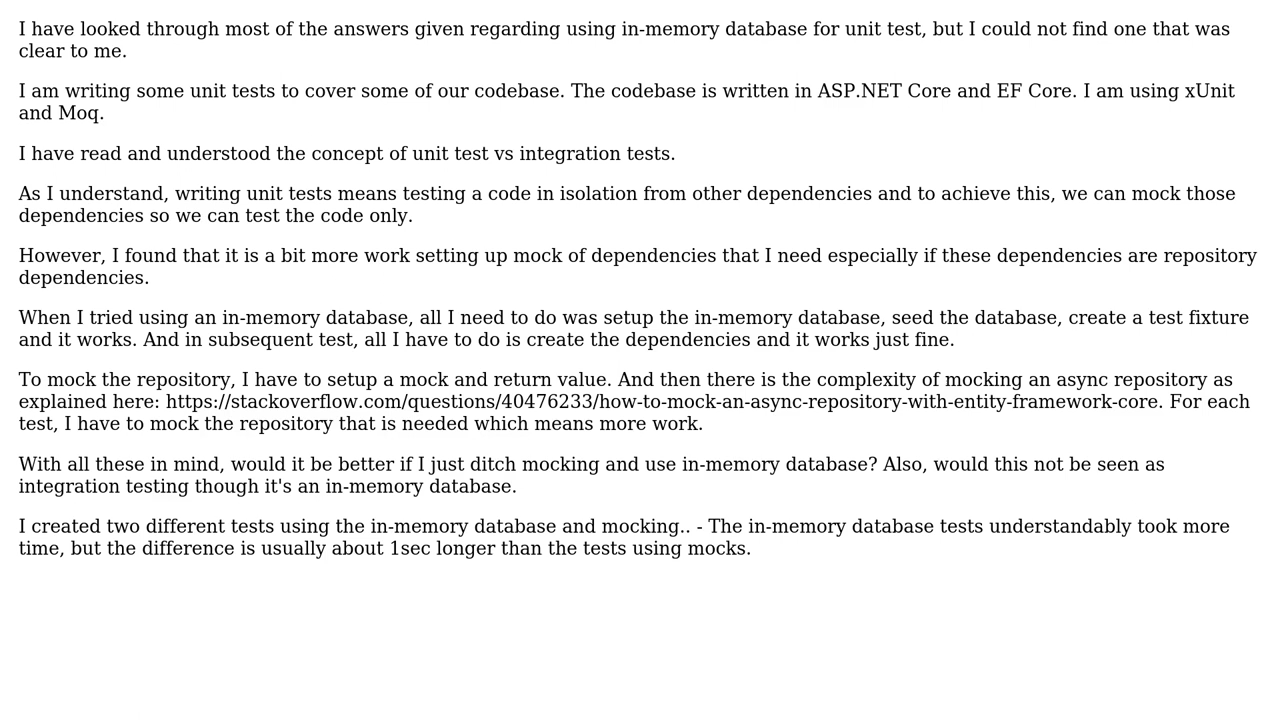 I have looked through most of the answers given regarding using in-memory database for unit test, but I could not find one that was
clear to me.
I am writing some unit tests to cover some of our codebase. The codebase is written in ASP.NET Core and EF Core. I am using xUnit
and Moq.
I have read and understood the concept of unit test vs integration tests.
As I understand, writing unit tests means testing a code in isolation from other dependencies and to achieve this, we can mock those
dependencies so we can test the code only.
However, I found that it is a bit more work setting up mock of dependencies that I need especially if these dependencies are repository
dependencies.
When I tried using an in-memory database, all I need to do was setup the in-memory database, seed the database, create a test fixture
and it works. And in subsequent test, all I have to do is create the dependencies and it works just fine.
To mock the repository, I have to setup a mock and return value. And then there is the complexity of mocking an async repository as
explained here: https://stackoverflow.com/questions/40476233/how-to-mock-an-async-repository-with-entity-framework-core. For each
test, I have to mock the repository that is needed which means more work.
With all these in mind, would it be better if I just ditch mocking and use in-memory database? Also, would this not be seen as
integration testing though it's an in-memory database.
I created two different tests using the in-memory database and mocking.. - The in-memory database tests understandably took more
time, but the difference is usually about 1sec longer than the tests using mocks.